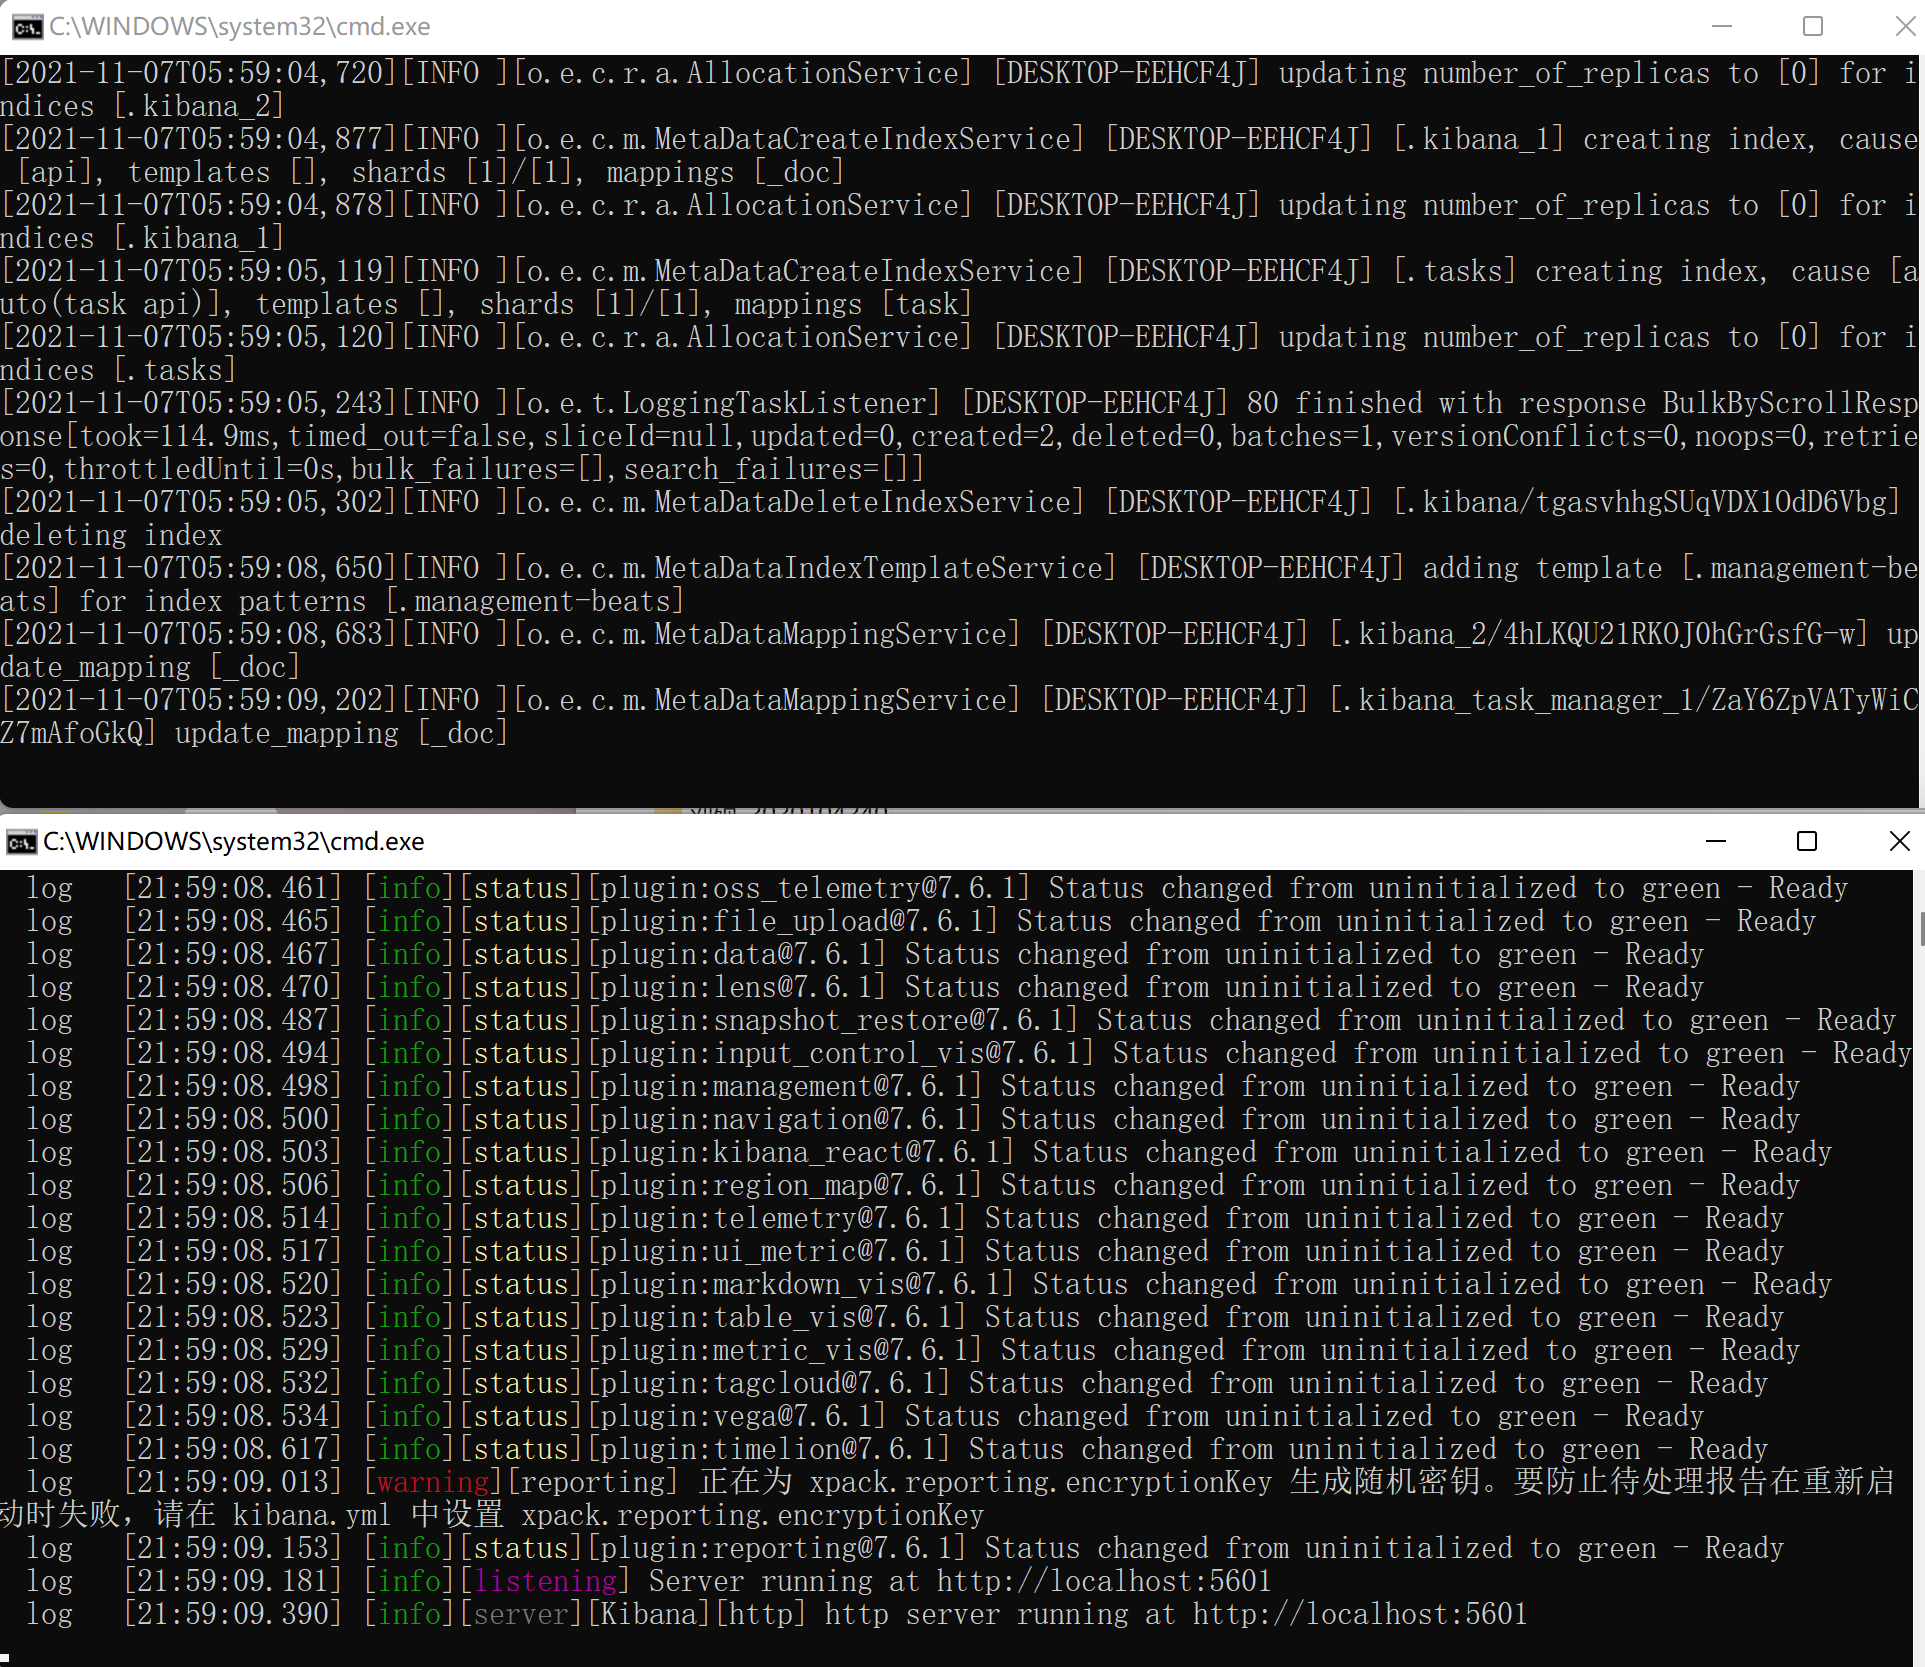 C:\WINDOWS\system32\cmd.exe
[2021-11-07T05:59:04,720][INFO ][o.e.c.r.a.AllocationService] [DESKTOP-EEHCF4J] updating number_of_replicas to [0] for i
ndices [.kibana_2]
[2021-11-07T05:59:04,877][INFO ][o.e.c.m.MetaDataCreateIndexService] [DESKTOP-EEHCF4J] [.kibana_1] creating index, cause
 [api], templates [], shards [1]/[1], mappings [_doc]
[2021-11-07T05:59:04,878][INFO ][o.e.c.r.a.AllocationService] [DESKTOP-EEHCF4J] updating number_of_replicas to [0] for i
ndices [.kibana_1]
[2021-11-07T05:59:05,119][INFO ][o.e.c.m.MetaDataCreateIndexService] [DESKTOP-EEHCF4J] [.tasks] creating index, cause [a
uto(task api)], templates [], shards [1]/[1], mappings [task]
[2021-11-07T05:59:05,120][INFO ][o.e.c.r.a.AllocationService] [DESKTOP-EEHCF4J] updating number_of_replicas to [0] for i
ndices [.tasks]
[2021-11-07T05:59:05,243][INFO ][o.e.t.LoggingTaskListener] [DESKTOP-EEHCF4J] 80 finished with response BulkByScrollResp
onse[took=114.9ms,timed_out=false,sliceId=null,updated=0,created=2,deleted=0,batches=1,versionConflicts=0,noops=0,retrie
s=0,throttledUntil=0s,bulk_failures=[],search_failures=[]]
[2021-11-07T05:59:05,302][INFO ][o.e.c.m.MetaDataDeleteIndexService] [DESKTOP-EEHCF4J] [.kibana/tgasvhhgSUqVDX1OdD6Vbg]
deleting index
[2021-11-07T05:59:08,650][INFO ][o.e.c.m.MetaDataIndexTemplateService] [DESKTOP-EEHCF4J] adding template [.management-be
ats] for index patterns [.management-beats]
[2021-11-07T05:59:08,683][INFO ][o.e.c.m.MetaDataMappingService] [DESKTOP-EEHCF4J] [.kibana_2/4hLKQU21RKOJ0hGrGsfG-w] up
date_mapping [_doc]
[2021-11-07T05:59:09,202][INFO ][o.e.c.m.MetaDataMappingService] [DESKTOP-EEHCF4J] [.kibana_task_manager_1/ZaY6ZpVATyWiC
Z7mAfoGkQ] update_mapping [_doc]
C:\WINDOWS\system32\cmd.exe
log [21:59:08.461] [info][status][plugin:oss_telemetry@7.6.1] Status changed from uninitialized to green - Ready
log [21:59:08.465] [info][status][plugin:file_upload@7.6.1] Status changed from uninitialized to green - Ready
log [21:59:08.467] [info][status][plugin:data@7.6.1] Status changed from uninitialized to green - Ready
log [21:59:08.470] [info][status][plugin:lens@7.6.1] Status changed from uninitialized to green - Ready
log [21:59:08.487] [info][status][plugin:snapshot_restore@7.6.1] Status changed from uninitialized to green - Ready
log [21:59:08.494] [info][status][plugin:input_control_vis@7.6.1] Status changed from uninitialized to green - Ready
log [21:59:08.498] [info][status][plugin:management@7.6.1] Status changed from uninitialized to green - Ready
log [21:59:08.500] [info][status][plugin:navigation@7.6.1] Status changed from uninitialized to green - Ready
log [21:59:08.503] [info][status][plugin:kibana_react@7.6.1] Status changed from uninitialized to green - Ready
log [21:59:08.506] [info][status][plugin:region_map@7.6.1] Status changed from uninitialized to green - Ready
log [21:59:08.514] [info][status][plugin:telemetry@7.6.1] Status changed from uninitialized to green - Ready
log [21:59:08.517] [info][status][plugin:ui_metric@7.6.1] Status changed from uninitialized to green - Ready
log [21:59:08.520] [info][status][plugin:markdown_vis@7.6.1] Status changed from uninitialized to green - Ready
log [21:59:08.523] [info][status][plugin:table_vis@7.6.1] Status changed from uninitialized to green - Ready
log [21:59:08.529] [info][status][plugin:metric_vis@7.6.1] Status changed from uninitialized to green - Ready
log [21:59:08.532] [info][status][plugin:tagcloud@7.6.1] Status changed from uninitialized to green - Ready
log [21:59:08.534] [info][status][plugin:vega@7.6.1] Status changed from uninitialized to green - Ready
log [21:59:08.617] [info][status][plugin:timelion@7.6.1] Status changed from uninitialized to green - Ready
log [21:59:09.013] [warning][reporting] 正在为 xpack.reporting.encryptionKey 生成随机密钥。要防止待处理报告在重新启
动时失败，请在 kibana.yml 中设置 xpack.reporting.encryptionKey
log [21:59:09.153] [info][status][plugin:reporting@7.6.1] Status changed from uninitialized to green - Ready
log [21:59:09.181] [info][listening] Server running at http://localhost:5601
log [21:59:09.390] [info][server][Kibana][http] http server running at http://localhost:5601